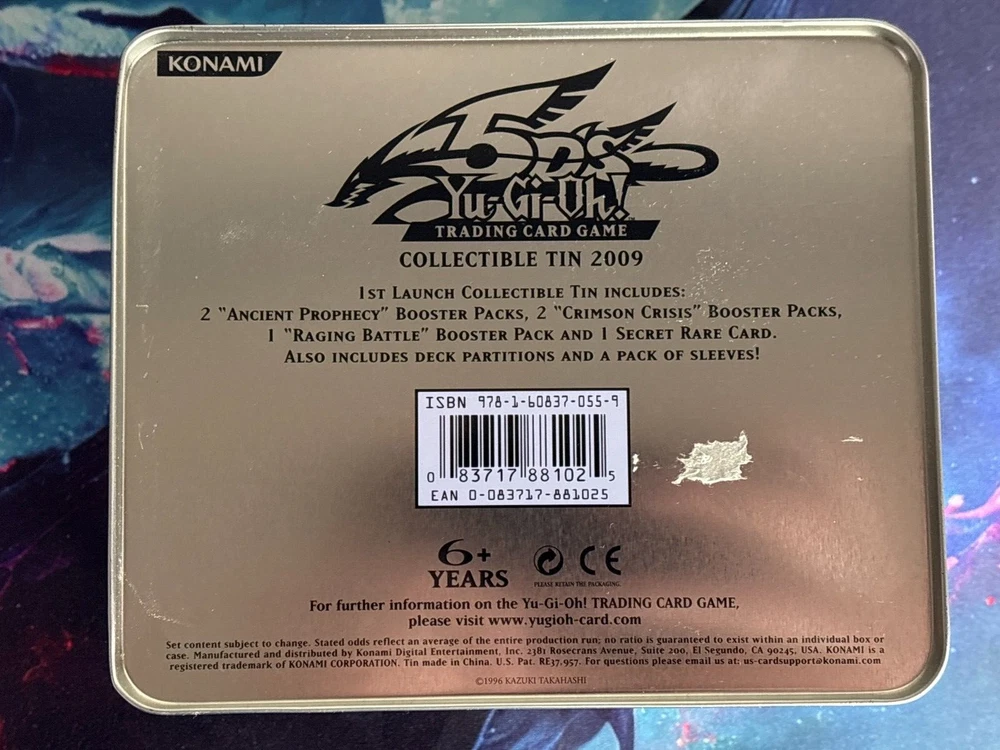 KONAMI
5D's
Yu-Gi-Oh!
TRADING CARD GAME
COLLECTIBLE TIN 2009
1ST LAUNCH COLLECTIBLE TIN INCLUDES:
2 "ANCIENT PROPHECY" BOOSTER PACKS, 2 "CRIMSON CRISIS" BOOSTER PACKS,
1 "RAGING BATTLE" BOOSTER PACK AND 1 SECRET RARE CARD.
ALSO INCLUDES DECK PARTITIONS AND A PACK OF SLEEVES!
ISBN 978-1-60837-055-9
0 83717 88102 5
EAN 0-083717-881025
6+
YEARS
CE
PLEASE RETAIN THE PACKAGING.
For further information on the Yu-Gi-Oh! TRADING CARD GAME,
please visit www.yugioh-card.com
Set content subject to change. Stated odds reflect an average of the entire production run; no ratio is guaranteed to exist within an individual box or
case. Manufactured and distributed by Konami Digital Entertainment, Inc. 2381 Rosecrans Avenue, Suite 200, El Segundo, CA 90245, USA. KONAMI is a
registered trademark of KONAMI CORPORATION. Tin made in China. U.S. Pat. RE37,957. For questions please email us at: us-cardsupport@konami.com
©1996 KAZUKI TAKAHASHI